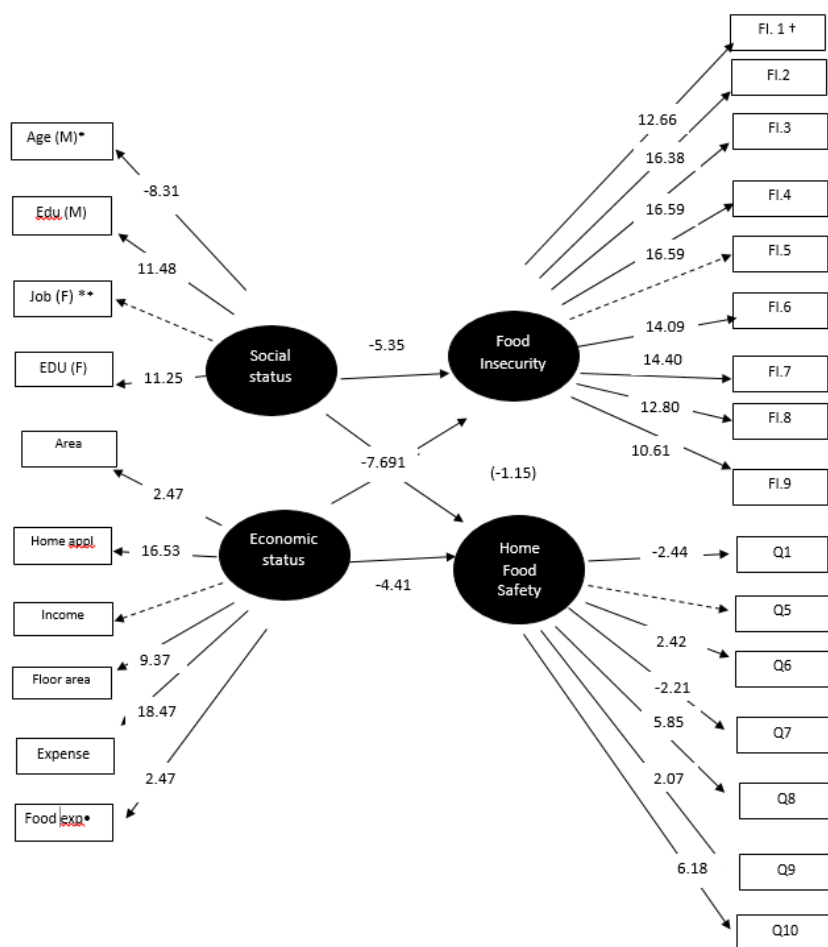 Age (M)*
Edu (M)
Job (F) **
EDU (F)
Area
Home appl
Income
Floor area
Expense
Food exp•
-8.31
11.48
11.25
2.47
16.53
9.37
18.47
2.47
Social
status
Economic
status
-5.35
-7.691
(-1.15)
-4.41
Food
Insecurity
Home
Food
Safety
12.66
16.38
16.59
16.59
14.09
14.40
12.80
10.61
-2.44
2.42
-2.21
5.85
2.07
6.18
FI. 1 †
FI.2
FI.3
FI.4
FI.5
FI.6
FI.7
FI.8
FI.9
Q1
Q5
Q6
Q7
Q8
Q9
Q10